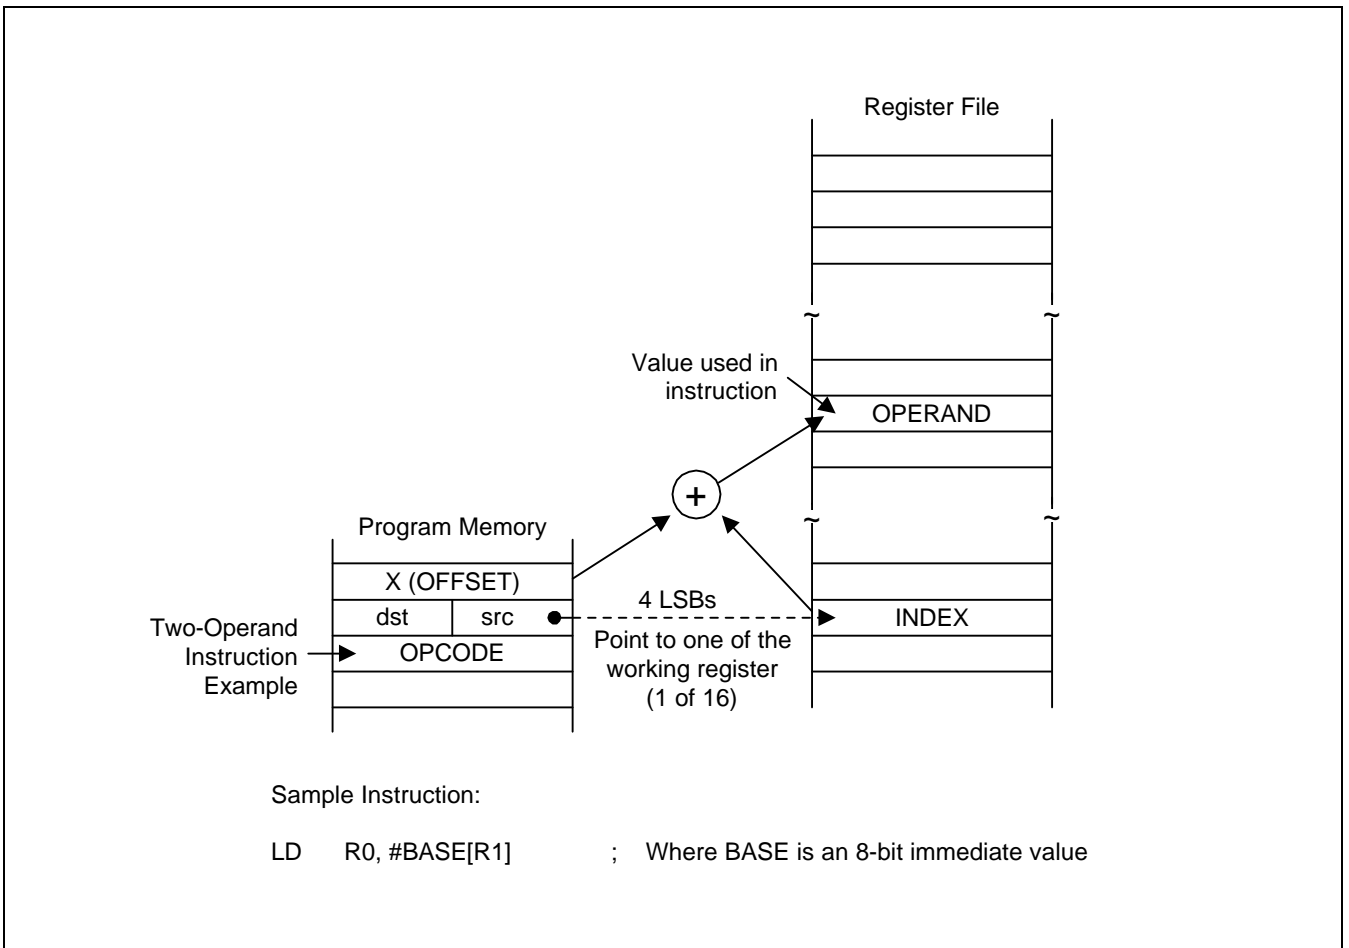 Register File
~ ~
Value used in
instruction
OPERAND
+
~ ~
Program Memory
X (OFFSET)
dst src
4 LSBs
INDEX
Two-Operand
Instruction
Example
OPCODE
Point to one of the
working register
(1 of 16)
Sample Instruction:
LD R0, #BASE[R1] ; Where BASE is an 8-bit immediate value